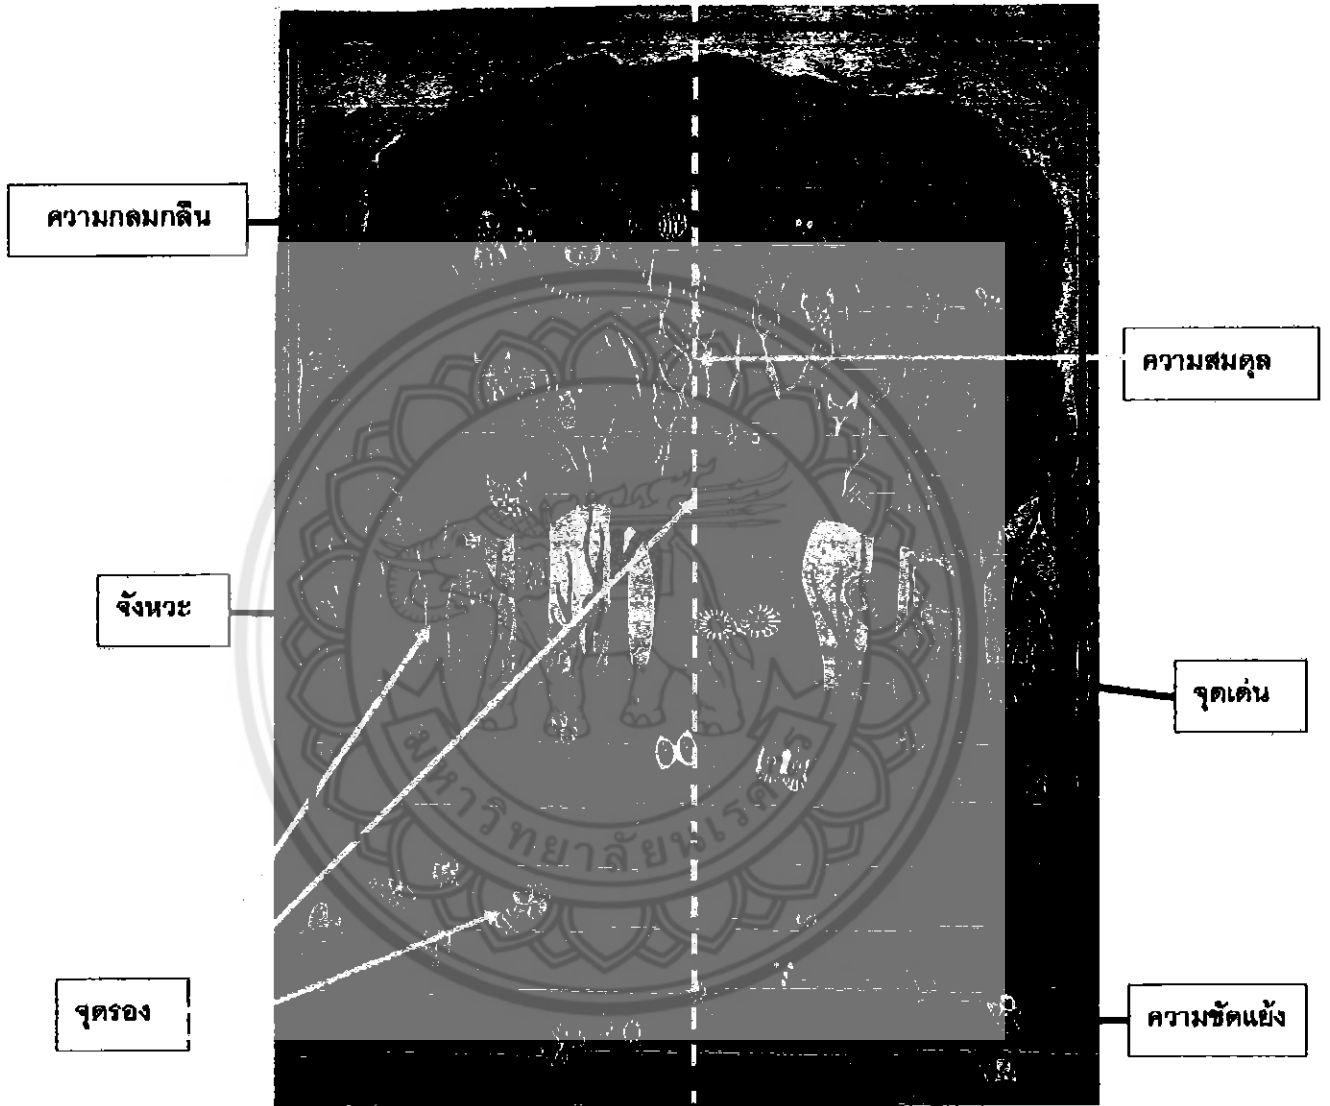 ความกลมกลืน
ความสมดุล
จังหวะ
จุดเด่น
มหาวิทยาลัยนเรศวร
จุดรอง
ความขัดแย้ง